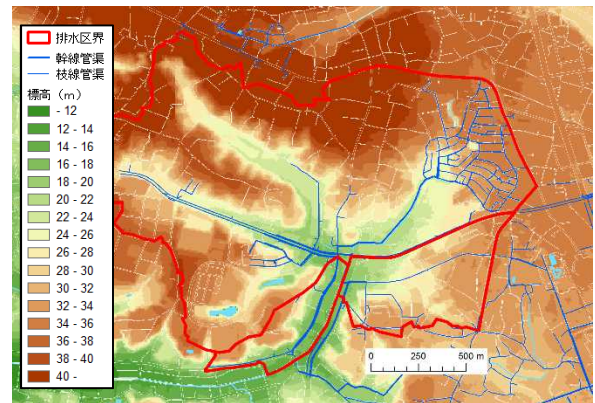 排水区界
幹線管渠
枝線管渠
標高（m）
- 12
12 - 14
14 - 16
16 - 18
18 - 20
20 - 22
22 - 24
24 - 26
26 - 28
28 - 30
30 - 32
32 - 34
34 - 36
36 - 38
38 - 40
40 -
0 250 500 m